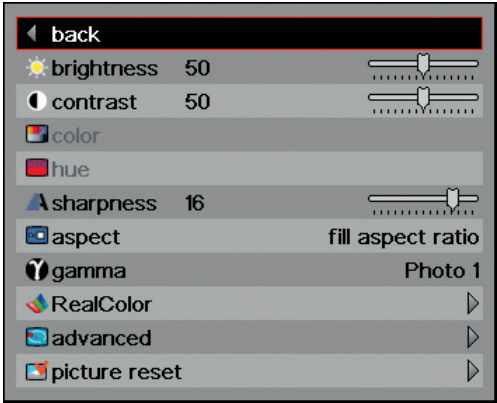 back
brightness 50
contrast 50
color
hue
sharpness 16
aspect fill aspect ratio
gamma Photo 1
RealColor
advanced
picture reset